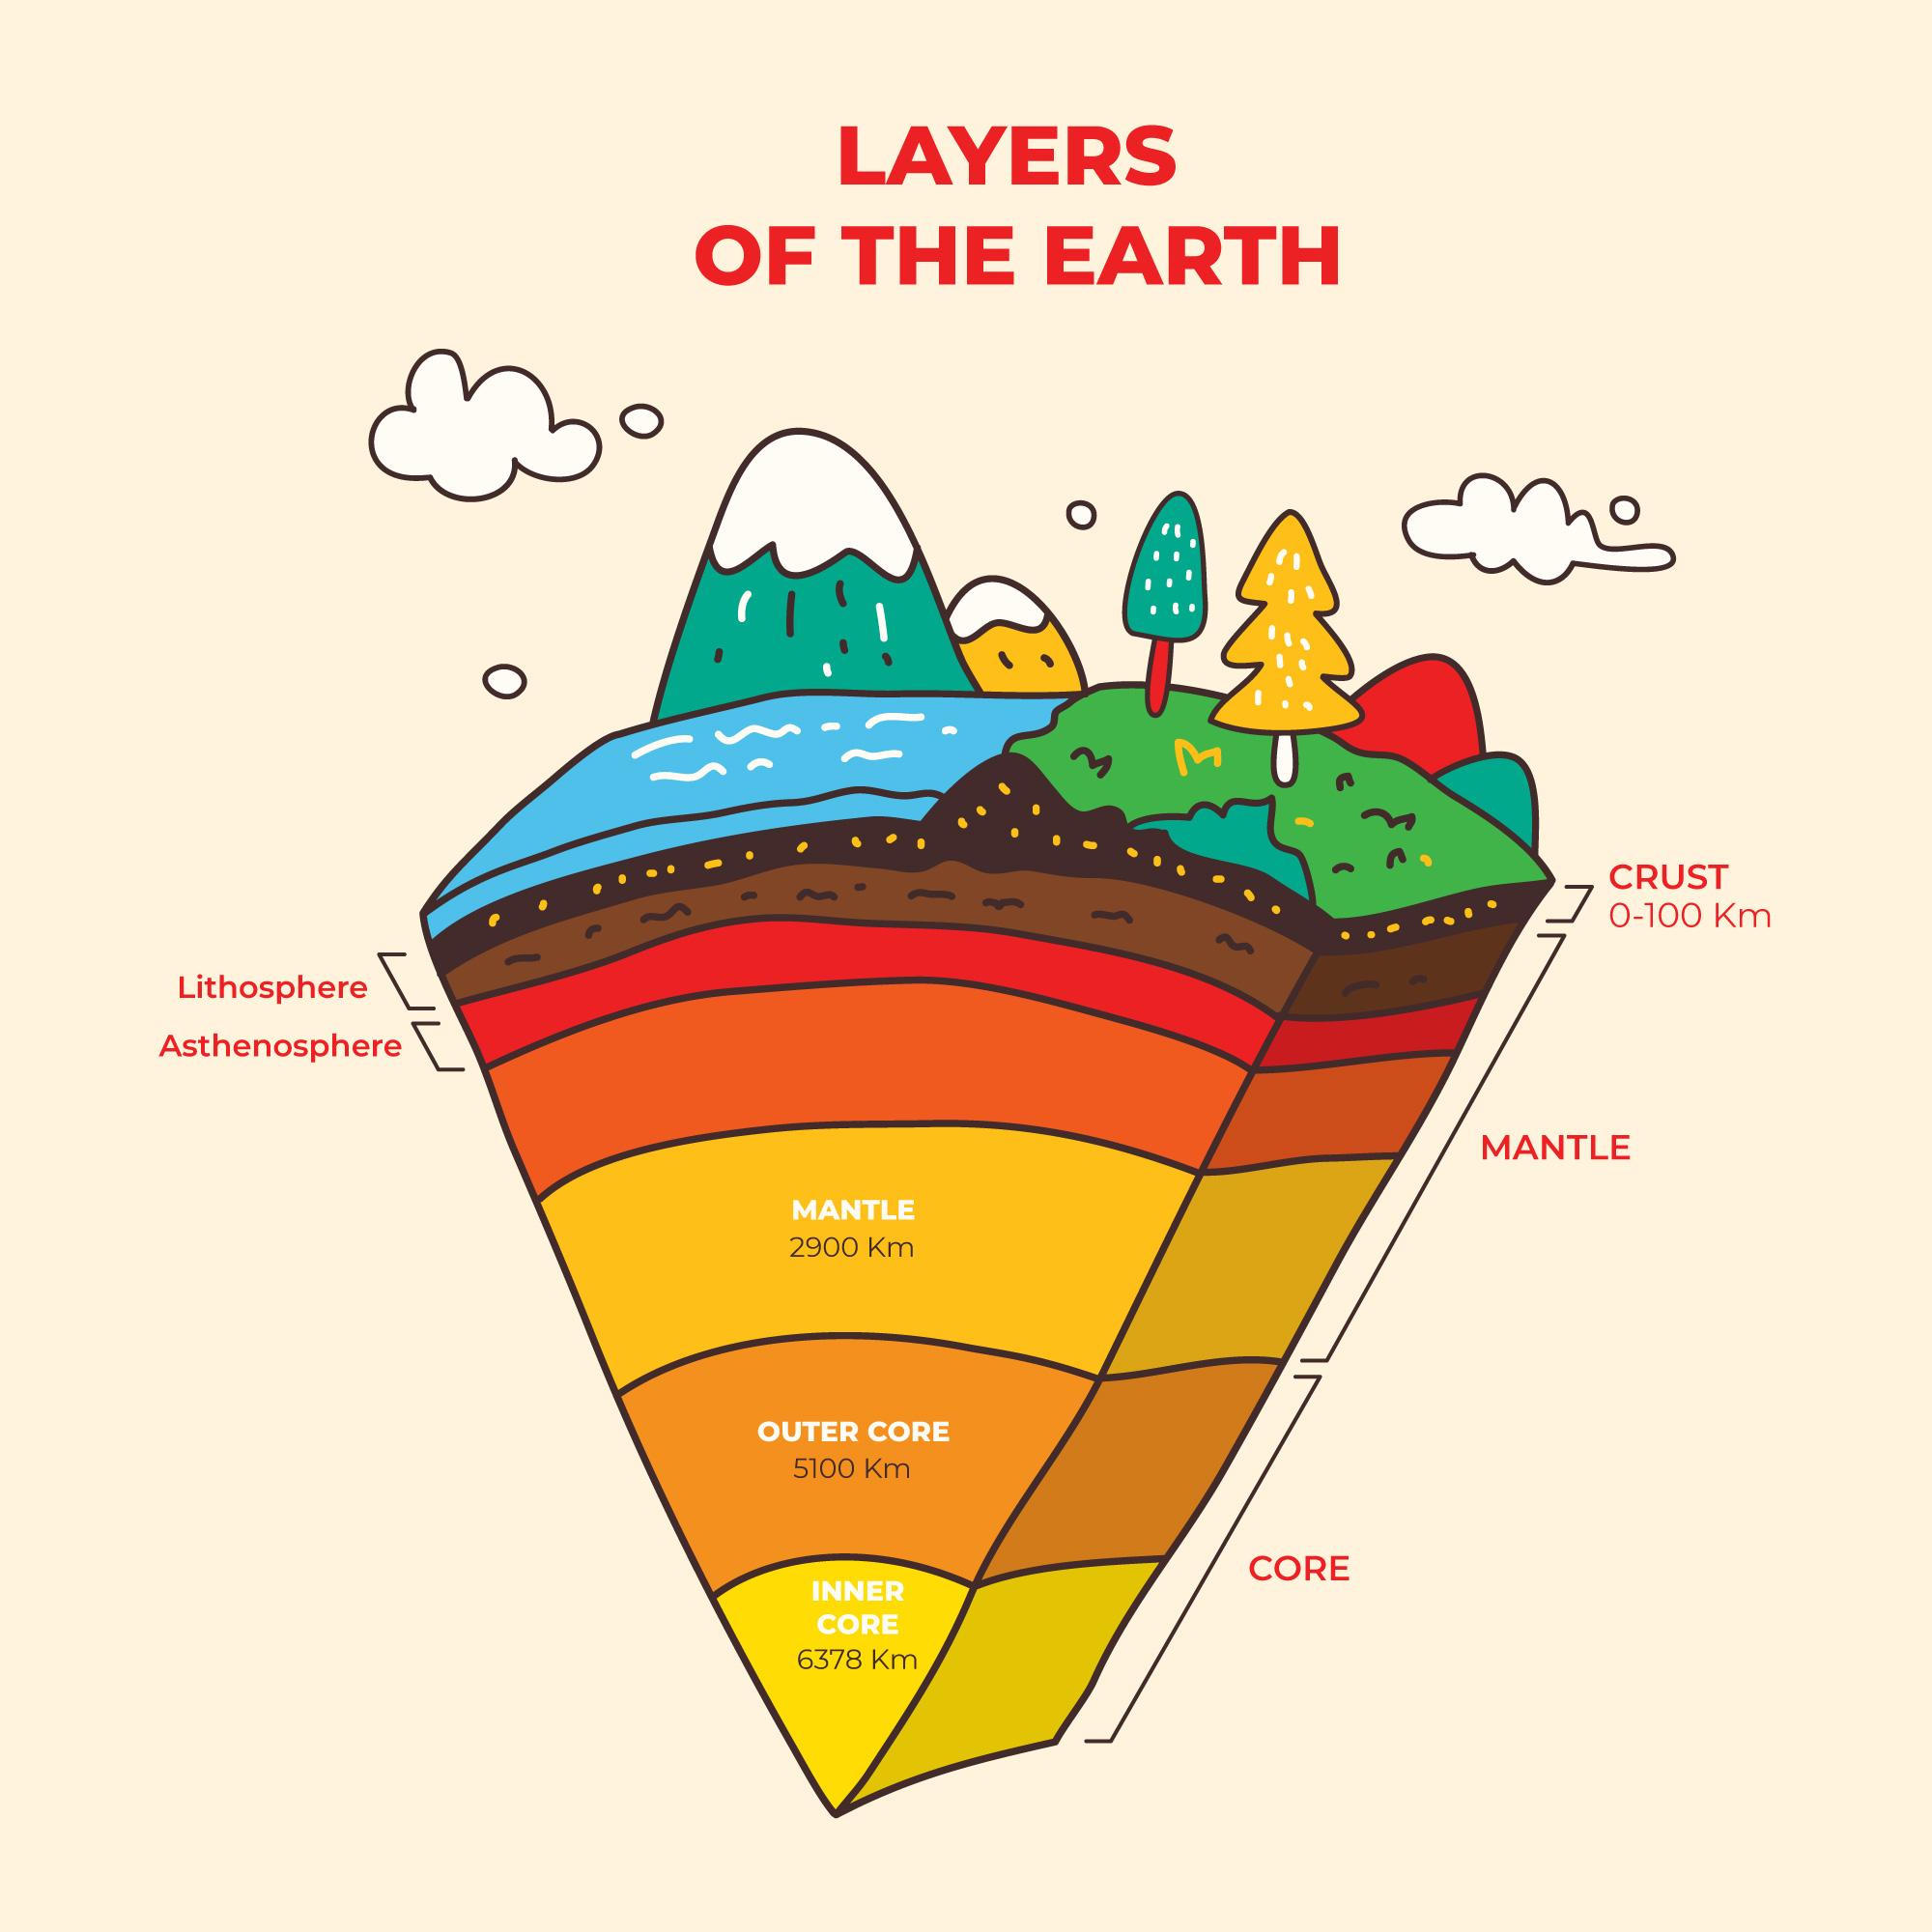 LAYERS
OF THE EARTH
CRUST
0-100 Km
Lithosphere
Asthenosphere
MANTLE
MANTLE
2900 Km
OUTER CORE
5100 Km
CORE
INNER
CORE
6378 Km